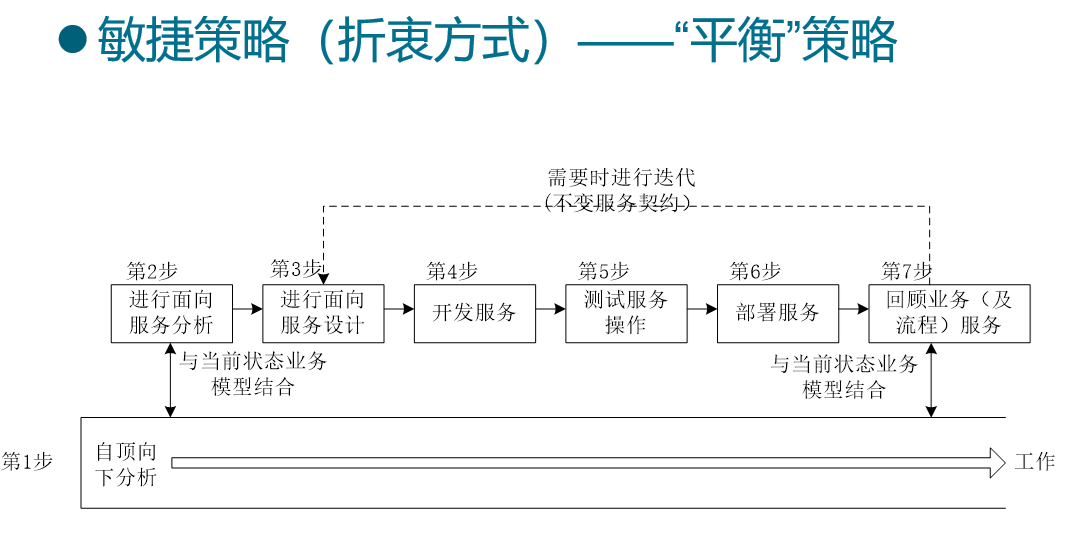 敏捷策略（折衷方式）——“平衡”策略
需要时进行迭代
（不变服务契约）
第2步
第3步
第4步
第5步
第6步
第7步
进行面向
服务分析
进行面向
服务设计
开发服务
测试服务
操作
部署服务
回顾业务（及
流程）服务
与当前状态业务
模型结合
与当前状态业务
模型结合
第1步
自顶向
下分析
工作